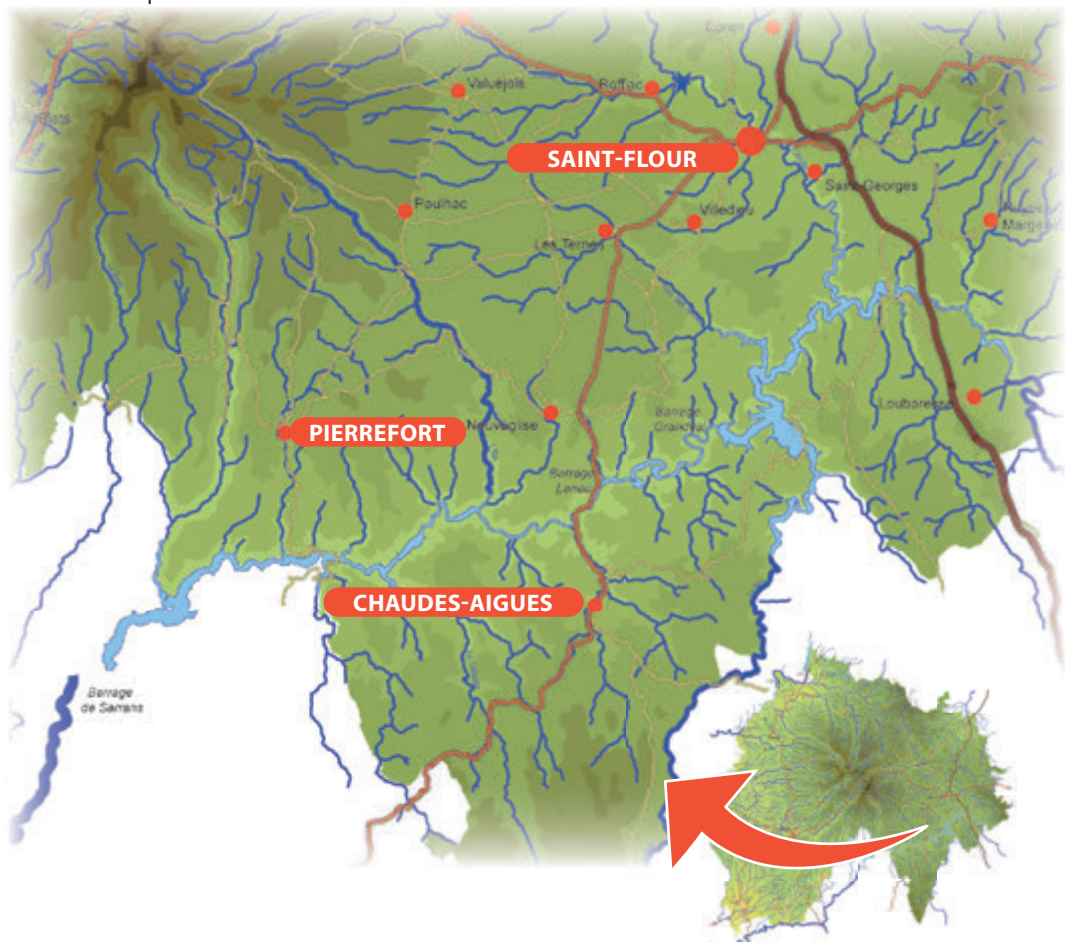 Valuejols
Roffiac
SAINT-FLOUR
Saint-Georges
Paulhac
Villedieu
Les Ternes
Loubaresse
Barrage
Grandval
PIERREFORT
Neuvéglise
Barrage
Lanau
CHAUDES-AIGUES
Barrage
de Sarrans